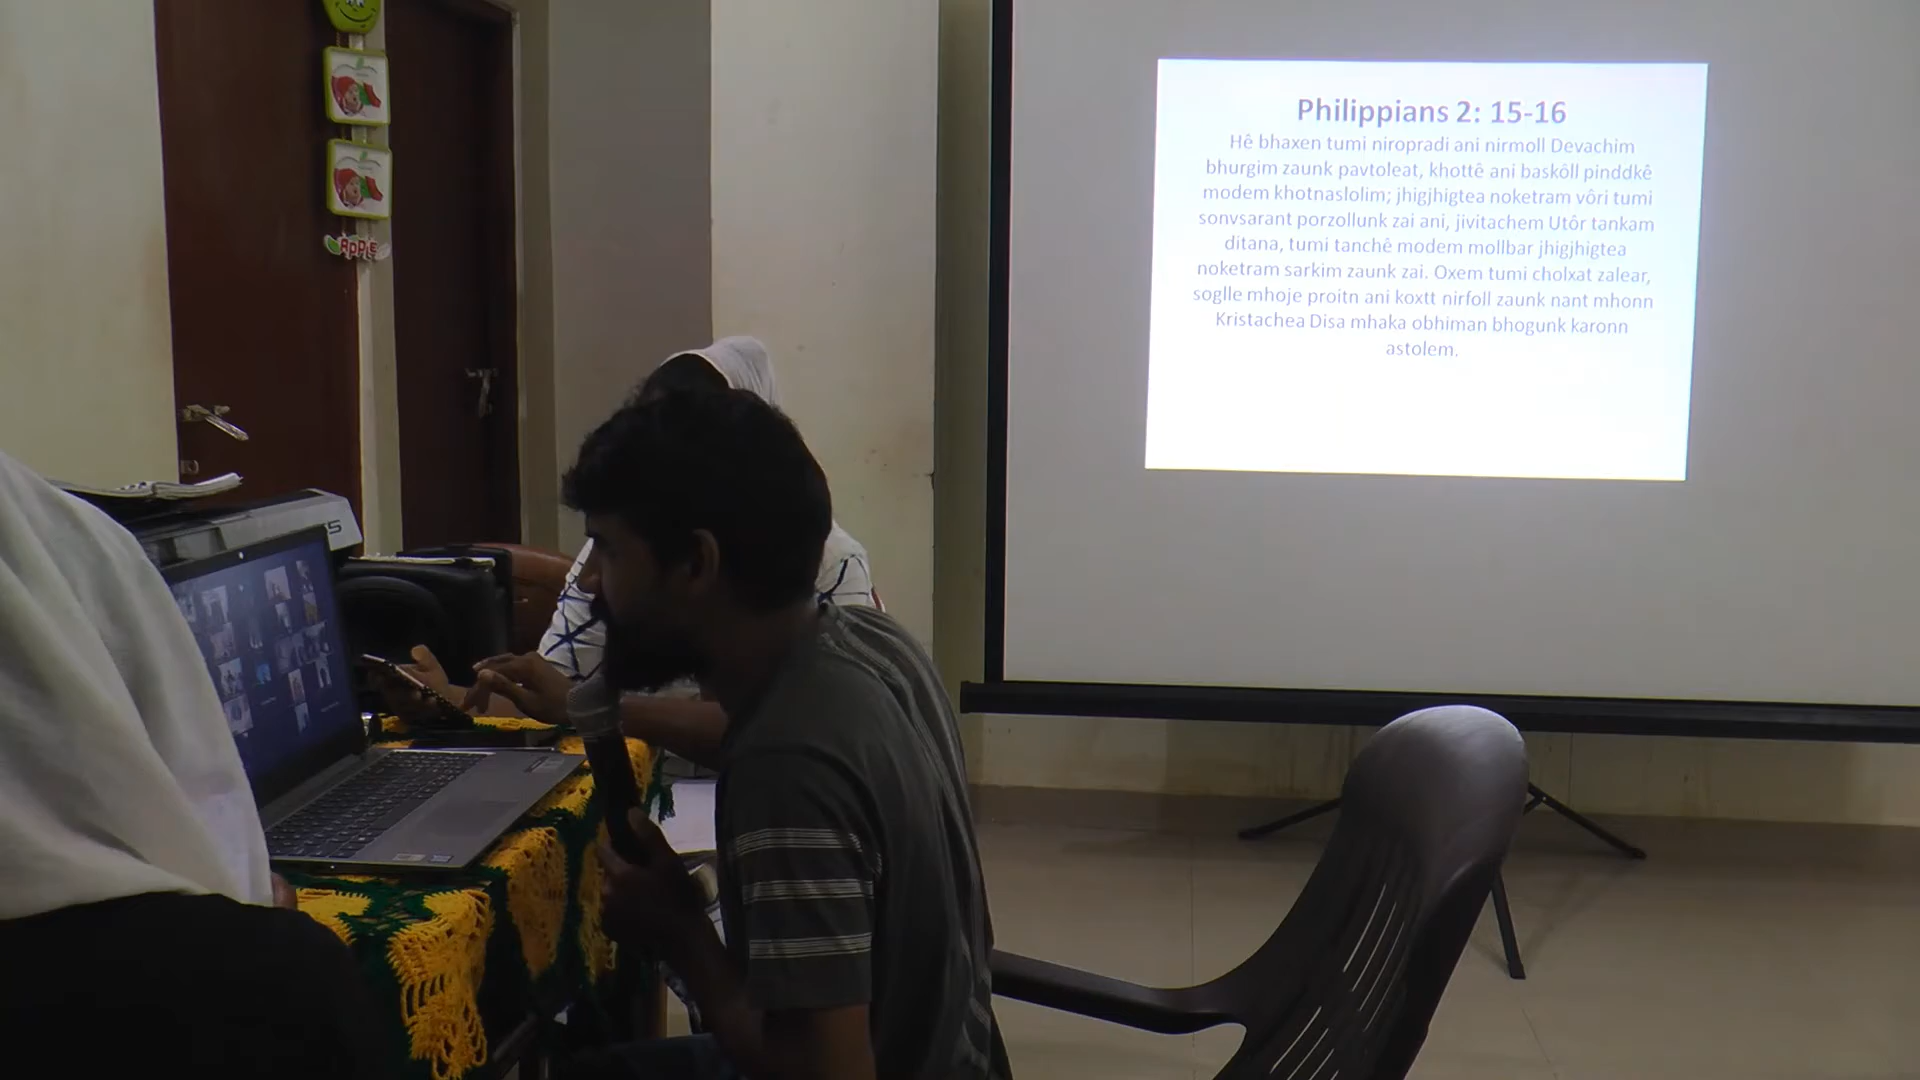 APPLE
Philippians 2: 15-16
Hê bhaxen tumi niropradi ani nirmoll Devachim
bhurgim zaunk pavtoleat, khottê ani baskôll pinddkê
modem khotnaslolim; jhigjhigtea noketram vôri tumi
sonvsarant porzollunk zai ani, jivitachem Utôr tankam
ditana, tumi tanchê modem mollbar jhigjhigtea
noketram sarkim zaunk zai. Oxem tumi cholxat zalear,
soglle mhoje proitn ani koxtt nirfoll zaunk nant mhonn
Kristachea Disa mhaka obhiman bhogunk karonn
astolem.